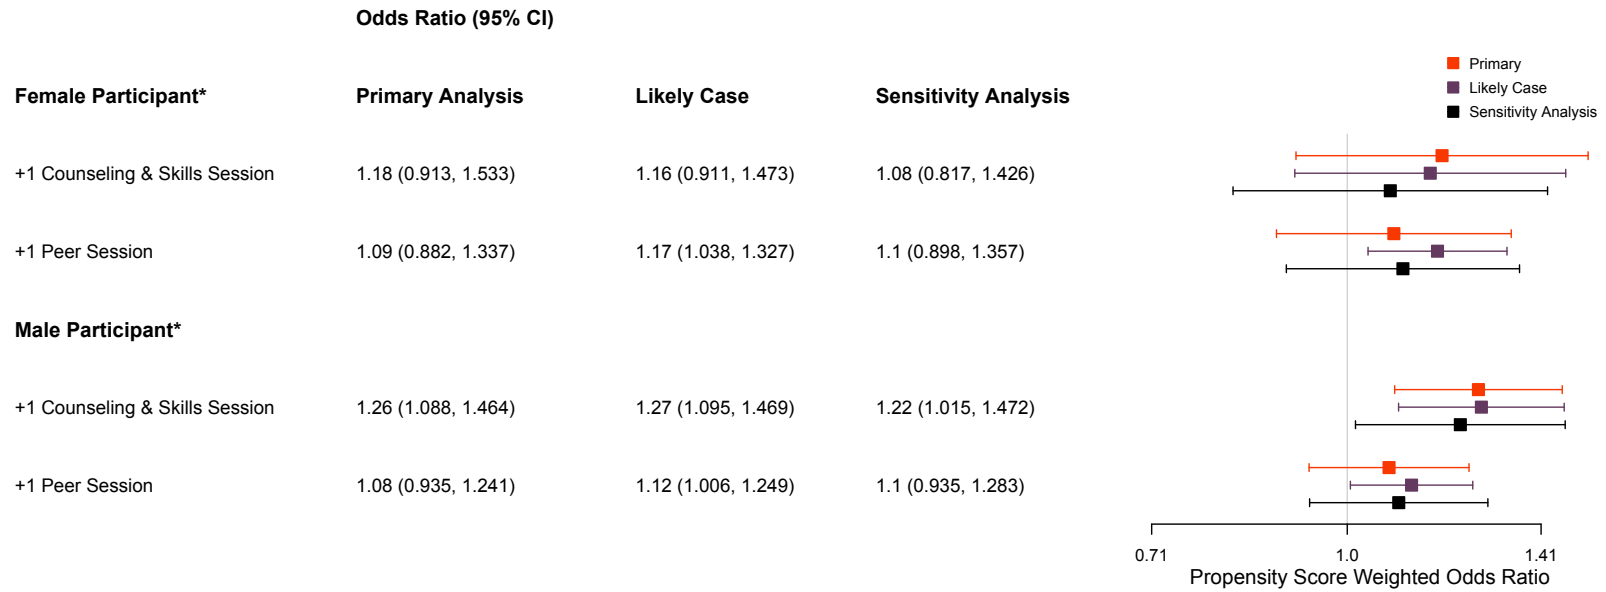 Odds Ratio (95% CI)
Primary
Likely Case
Sensitivity Analysis
Female Participant* Primary Analysis Likely Case Sensitivity Analysis
+1 Counseling & Skills Session 1.18 (0.913, 1.533) 1.16 (0.911, 1.473) 1.08 (0.817, 1.426)
+1 Peer Session 1.09 (0.882, 1.337) 1.17 (1.038, 1.327) 1.1 (0.898, 1.357)
Male Participant*
+1 Counseling & Skills Session 1.26 (1.088, 1.464) 1.27 (1.095, 1.469) 1.22 (1.015, 1.472)
+1 Peer Session 1.08 (0.935, 1.241) 1.12 (1.006, 1.249) 1.1 (0.935, 1.283)
0.71 1.0 1.41
Propensity Score Weighted Odds Ratio